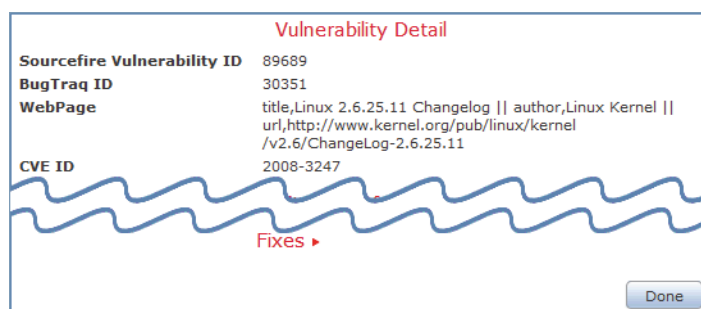 Vulnerability Detail
Sourcefire Vulnerability ID 89689
BugTraq ID 30351
WebPage title,Linux 2.6.25.11 Changelog || author,Linux Kernel ||
url,http://www.kernel.org/pub/linux/kernel
/v2.6/ChangeLog-2.6.25.11
CVE ID 2008-3247
Fixes ▸
Done